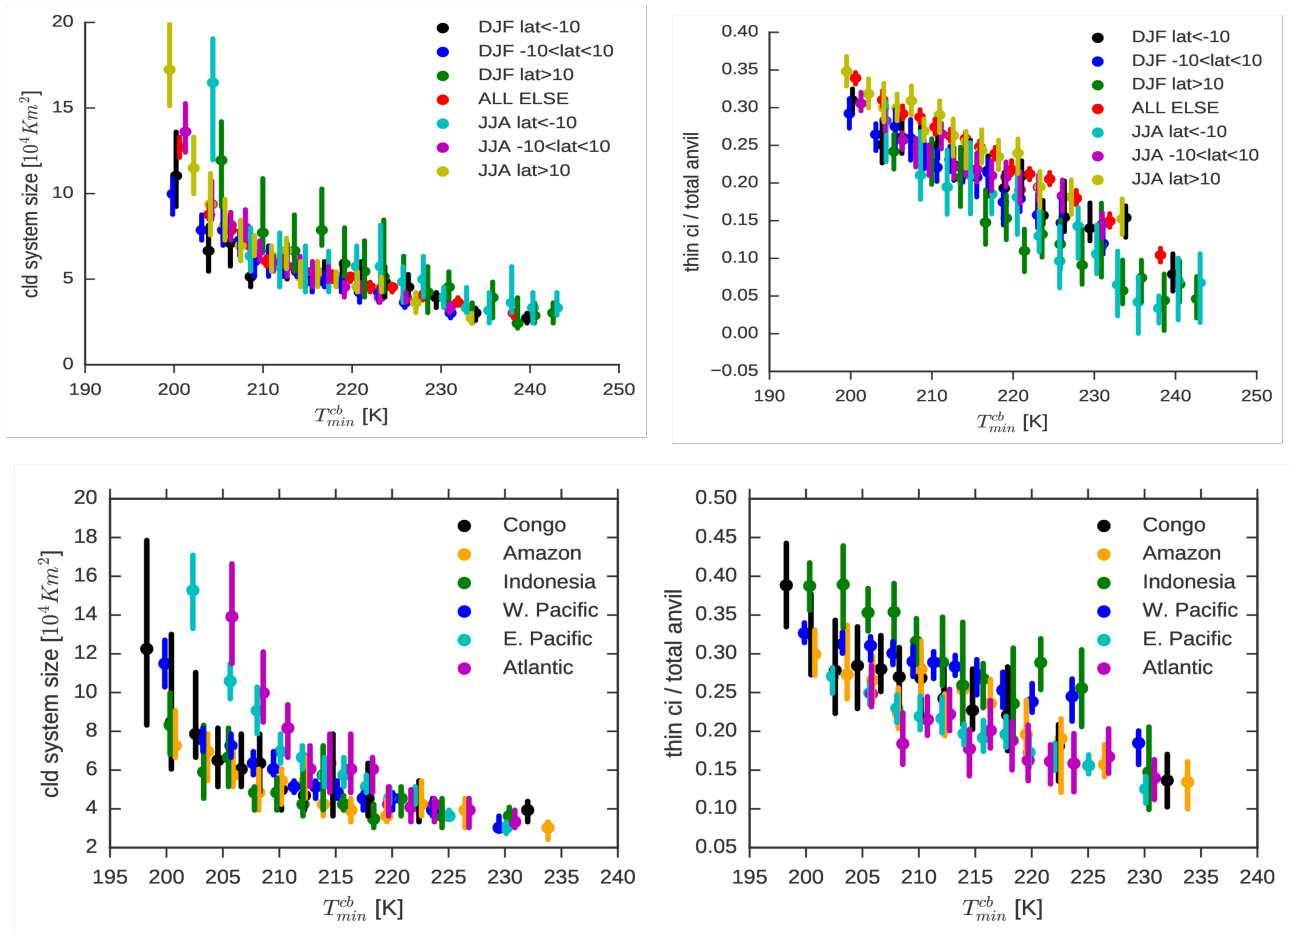 20
15
10
5
0
190 200 210 220 230 240 250
cld system size [10^4 Km^2]
T_{min}^{cb} [K]
DJF lat<-10
DJF -10<lat<10
DJF lat>10
ALL ELSE
JJA lat<-10
JJA -10<lat<10
JJA lat>10
0.40
0.35
0.30
0.25
0.20
0.15
0.10
0.05
0.00
−0.05
190 200 210 220 230 240 250
thin ci / total anvil
T_{min}^{cb} [K]
DJF lat<-10
DJF -10<lat<10
DJF lat>10
ALL ELSE
JJA lat<-10
JJA -10<lat<10
JJA lat>10
20
18
16
14
12
10
8
6
4
2
195 200 205 210 215 220 225 230 235 240
cld system size [10^4 Km^2]
T_{min}^{cb} [K]
Congo
Amazon
Indonesia
W. Pacific
E. Pacific
Atlantic
0.50
0.45
0.40
0.35
0.30
0.25
0.20
0.15
0.10
0.05
195 200 205 210 215 220 225 230 235 240
thin ci / total anvil
T_{min}^{cb} [K]
Congo
Amazon
Indonesia
W. Pacific
E. Pacific
Atlantic